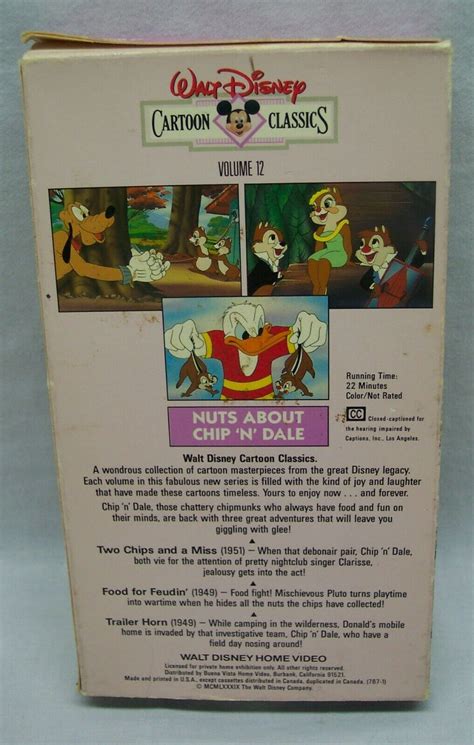 WALT DISNEY
CARTOON CLASSICS
VOLUME 12
Running Time:
22 Minutes
Color/Not Rated
CC Closed-captioned for
the hearing impaired by
Captions, Inc., Los Angeles.
NUTS ABOUT
CHIP 'N' DALE
Walt Disney Cartoon Classics.
A wondrous collection of cartoon masterpieces from the great Disney legacy.
Each volume in this fabulous new series is filled with the kind of joy and laughter
that have made these cartoons timeless. Yours to enjoy now . . . and forever.
Chip 'n' Dale, those chattery chipmunks who always have food and fun on
their minds, are back with three great adventures that will leave you
giggling with glee!
Two Chips and a Miss (1951) — When that debonair pair, Chip 'n' Dale,
both vie for the attention of pretty nightclub singer Clarisse,
jealousy gets into the act!
Food for Feudin' (1949) — Food fight! Mischievous Pluto turns playtime
into wartime when he hides all the nuts the chips have collected!
Trailer Horn (1949) — While camping in the wilderness, Donald's mobile
home is invaded by that investigative team, Chip 'n' Dale, who have a
field day nosing around!
WALT DISNEY HOME VIDEO
Licensed for private home exhibition only. All other rights reserved.
Distributed by Buena Vista Home Video, Burbank, California 91521.
Made and printed in U.S.A., except cassettes distributed in Canada, duplicated in Canada. (787-1)
© MCMLXXXIX The Walt Disney Company.